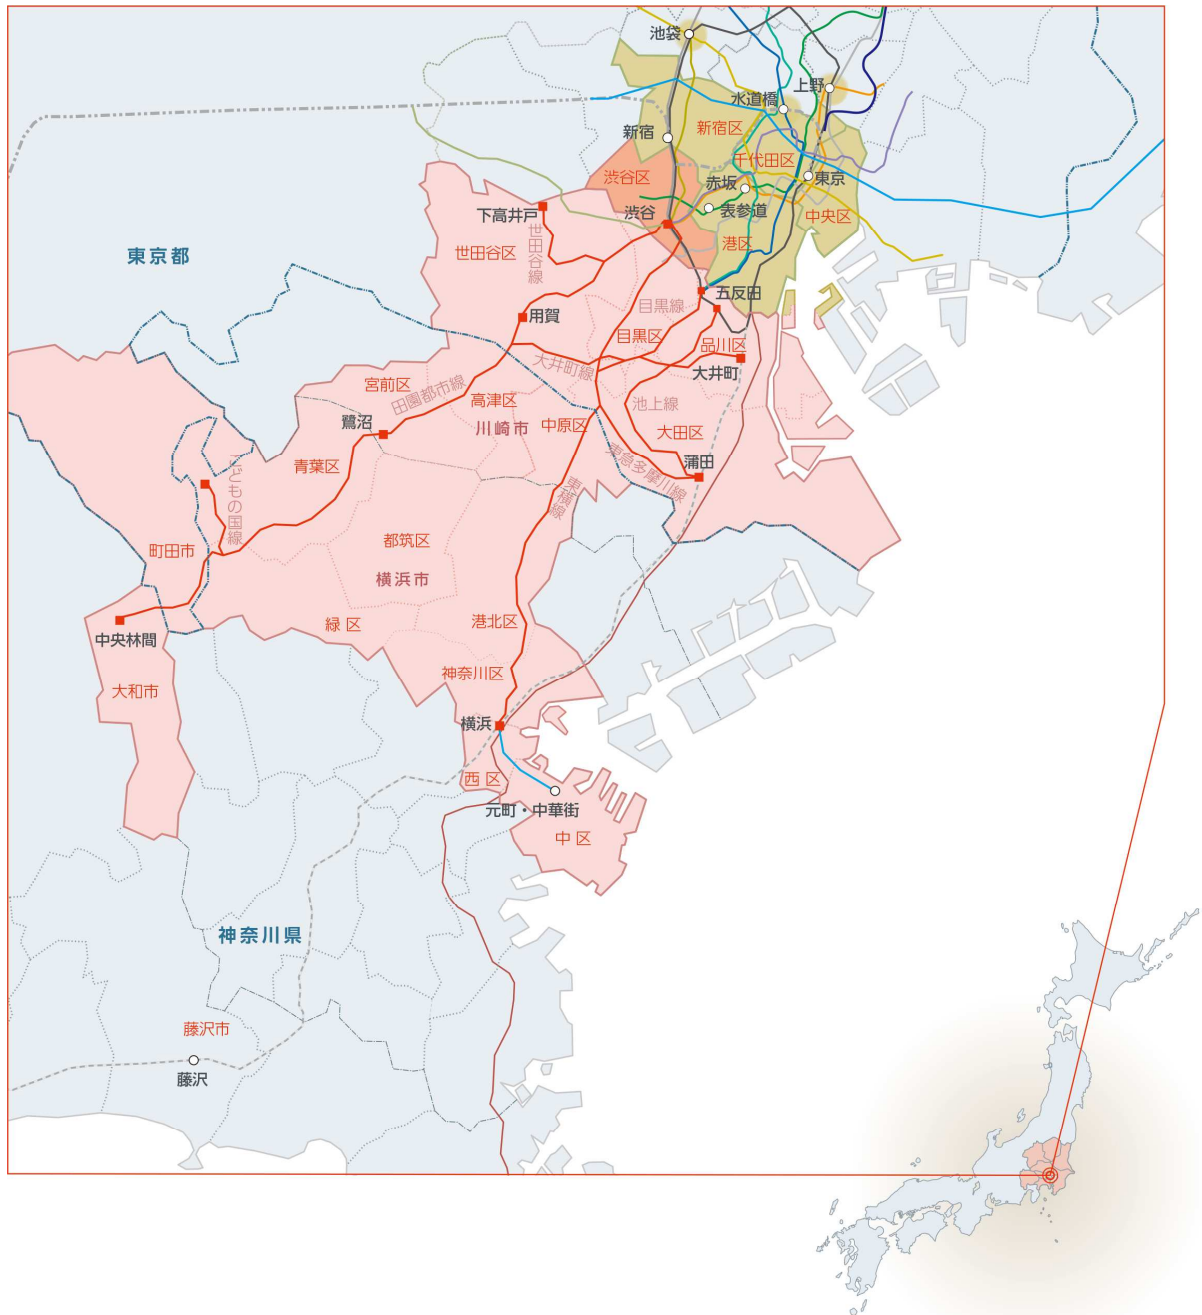 池袋
上野
水道橋
新宿
新宿区
千代田区
渋谷区
赤坂
東京
渋谷
表参道
中央区
下高井戸
世田谷線
世田谷区
港区
東京都
五反田
目黒線
用賀
目黒区
品川区
大井町線
大井町
宮前区
田園都市線
高津区
池上線
鷺沼
川崎市
中原区
大田区
青葉区
蒲田
東急多摩川線
こどもの国線
東横線
町田市
都筑区
横浜市
緑区
港北区
中央林間
神奈川区
大和市
横浜
西区
元町・中華街
中区
神奈川県
藤沢市
藤沢